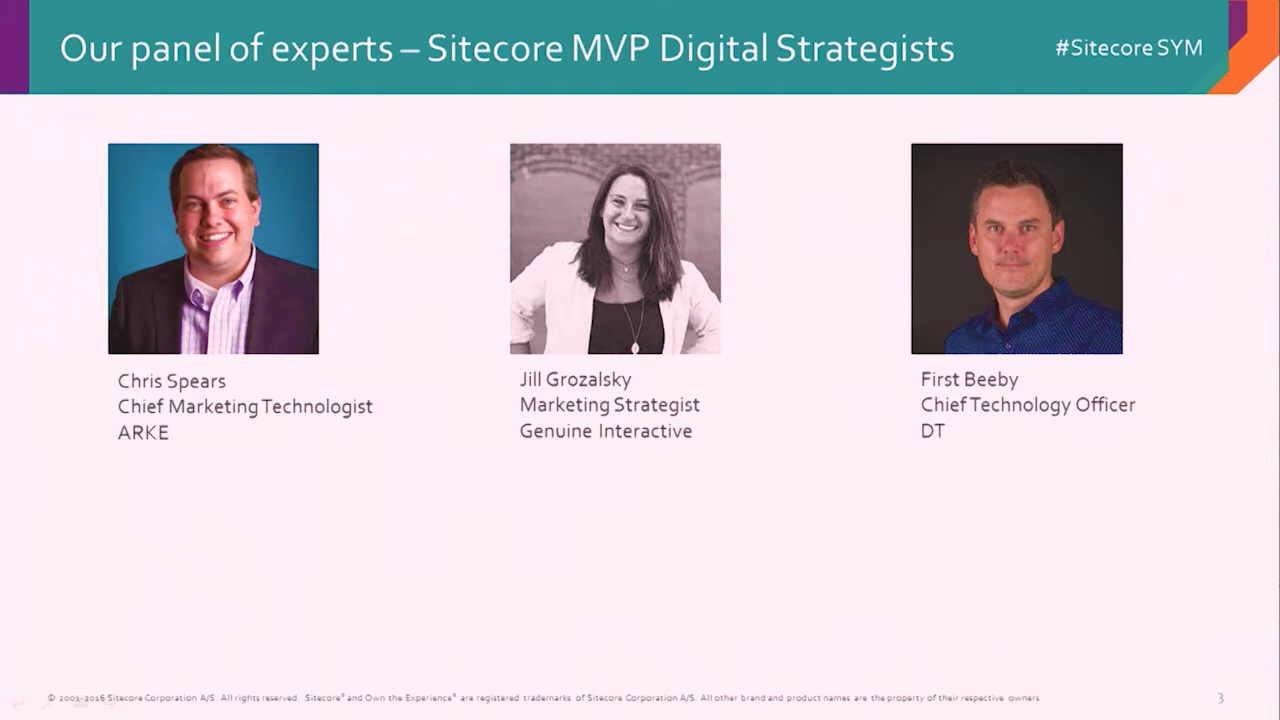 Our panel of experts – Sitecore MVP Digital Strategists
#Sitecore SYM
Chris Spears
Chief Marketing Technologist
ARKE
Jill Grozalsky
Marketing Strategist
Genuine Interactive
First Beeby
Chief Technology Officer
DT
© 2001-2016 Sitecore Corporation A/S. All rights reserved. Sitecore® and Own the Experience® are registered trademarks of Sitecore Corporation A/S. All other brand and product names are the property of their respective owners.
3